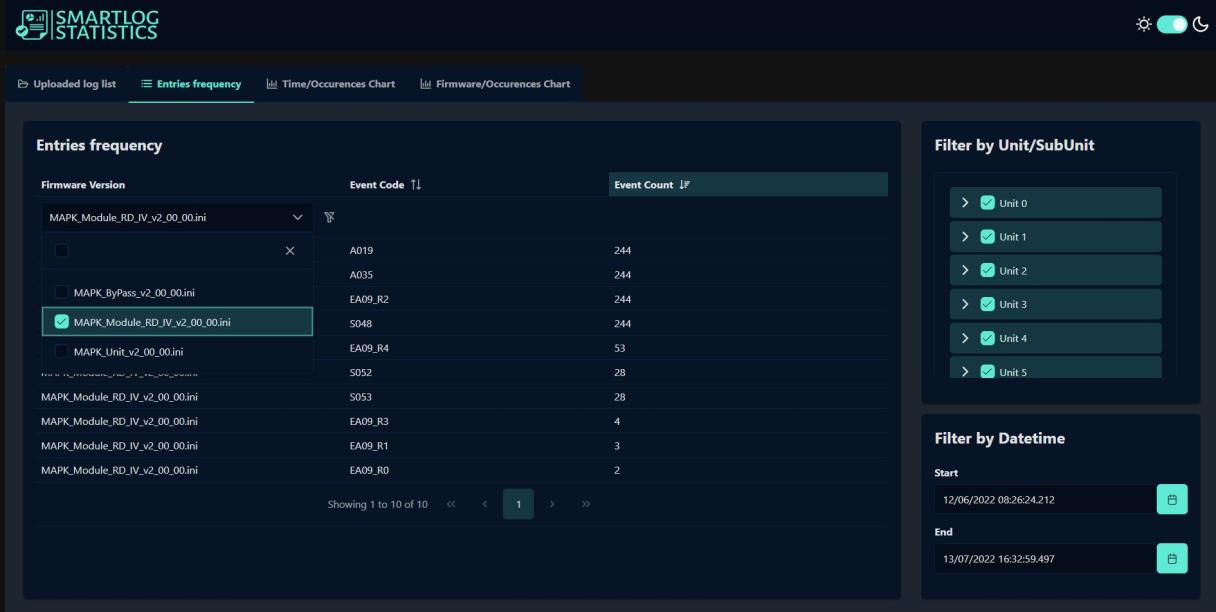 SMARTLOG
STATISTICS
Uploaded log list
Entries frequency
Time/Occurences Chart
Firmware/Occurences Chart
Entries frequency
Firmware Version Event Code Event Count
MAPK_Module_RD_IV_v2_00_00.ini
A019 244
A035 244
MAPK_ByPass_v2_00_00.ini
EA09_R2 244
MAPK_Module_RD_IV_v2_00_00.ini
S048 244
MAPK_Unit_v2_00_00.ini
EA09_R4 53
S052 28
MAPK_Module_RD_IV_v2_00_00.ini S053 28
MAPK_Module_RD_IV_v2_00_00.ini EA09_R3 4
MAPK_Module_RD_IV_v2_00_00.ini EA09_R1 3
MAPK_Module_RD_IV_v2_00_00.ini EA09_R0 2
Showing 1 to 10 of 10 « ‹ 1 › »
Filter by Unit/SubUnit
Unit 0
Unit 1
Unit 2
Unit 3
Unit 4
Unit 5
Filter by Datetime
Start
12/06/2022 08:26:24.212
End
13/07/2022 16:32:59.497